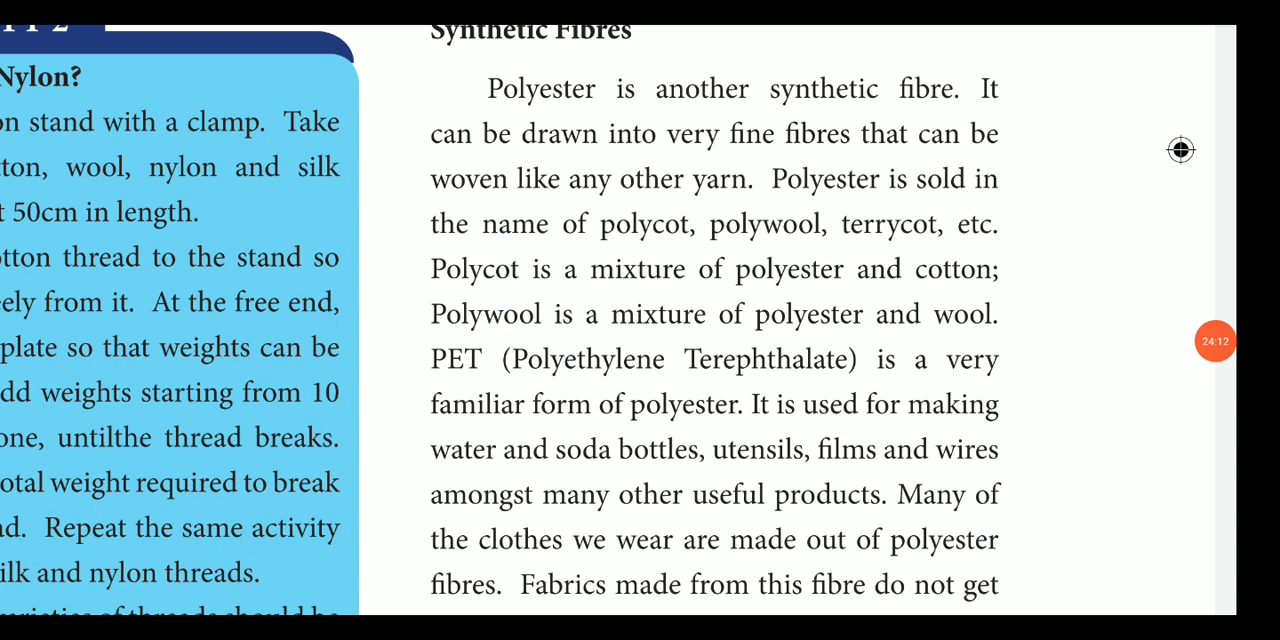 Nylon?
on stand with a clamp. Take
tton, wool, nylon and silk
t 50cm in length.
otton thread to the stand so
eely from it. At the free end,
plate so that weights can be
dd weights starting from 10
one, untilthe thread breaks.
otal weight required to break
ad. Repeat the same activity
ilk and nylon threads.
varieties of threads should be
Synthetic Fibres
Polyester is another synthetic fibre. It
can be drawn into very fine fibres that can be
woven like any other yarn. Polyester is sold in
the name of polycot, polywool, terrycot, etc.
Polycot is a mixture of polyester and cotton;
Polywool is a mixture of polyester and wool.
PET (Polyethylene Terephthalate) is a very
familiar form of polyester. It is used for making
water and soda bottles, utensils, films and wires
amongst many other useful products. Many of
the clothes we wear are made out of polyester
fibres. Fabrics made from this fibre do not get
24:12